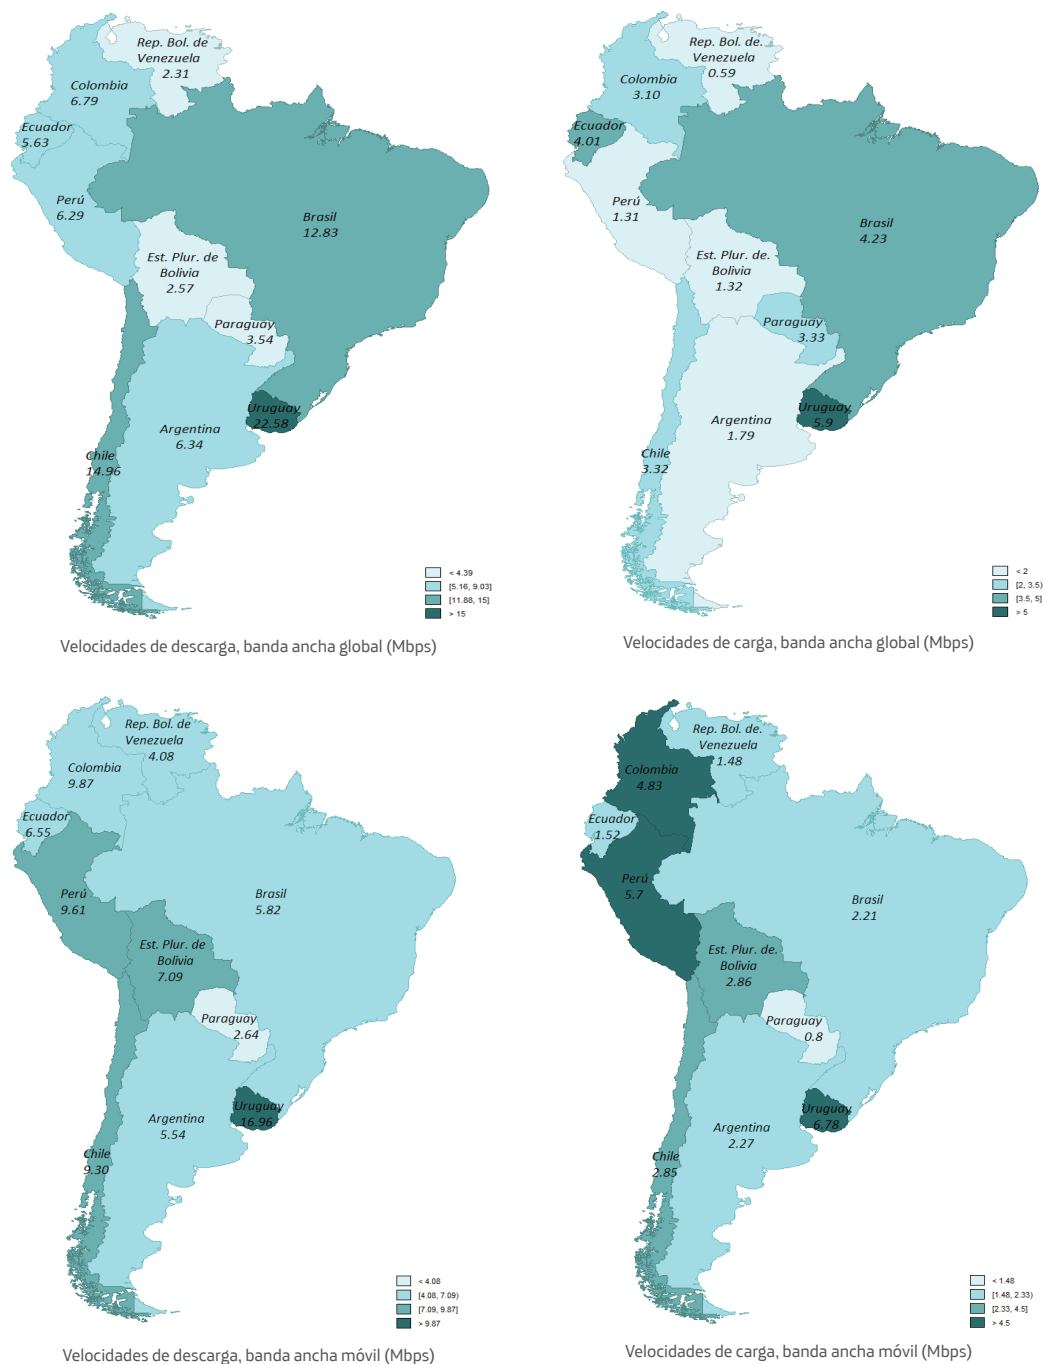 Rep. Bol. de
Venezuela
2.31
Colombia
6.79
Ecuador
5.63
Perú
6.29
Brasil
12.83
Est. Plur. de
Bolivia
2.57
Paraguay
3.54
Uruguay
22.58
Argentina
6.34
Chile
14.96
< 4.39
[5.16, 9.03]
[11.88, 15]
> 15
Velocidades de descarga, banda ancha global (Mbps)
Rep. Bol. de.
Venezuela
0.59
Colombia
3.10
Ecuador
4.01
Perú
1.31
Brasil
4.23
Est. Plur. de.
Bolivia
1.32
Paraguay
3.33
Uruguay
5.9
Argentina
1.79
Chile
3.32
< 2
[2, 3.5)
[3.5, 5]
> 5
Velocidades de carga, banda ancha global (Mbps)
Rep. Bol. de
Venezuela
4.08
Colombia
9.87
Ecuador
6.55
Perú
9.61
Brasil
5.82
Est. Plur. de
Bolivia
7.09
Paraguay
2.64
Uruguay
16.96
Argentina
5.54
Chile
9.30
< 4.08
[4.08, 7.09)
[7.09, 9.87]
> 9.87
Velocidades de descarga, banda ancha móvil (Mbps)
Rep. Bol. de.
Venezuela
1.48
Colombia
4.83
Ecuador
1.52
Perú
5.7
Brasil
2.21
Est. Plur. de.
Bolivia
2.86
Paraguay
0.8
Uruguay
6.78
Argentina
2.27
Chile
2.85
< 1.48
[1.48, 2.33)
[2.33, 4.5]
> 4.5
Velocidades de carga, banda ancha móvil (Mbps)